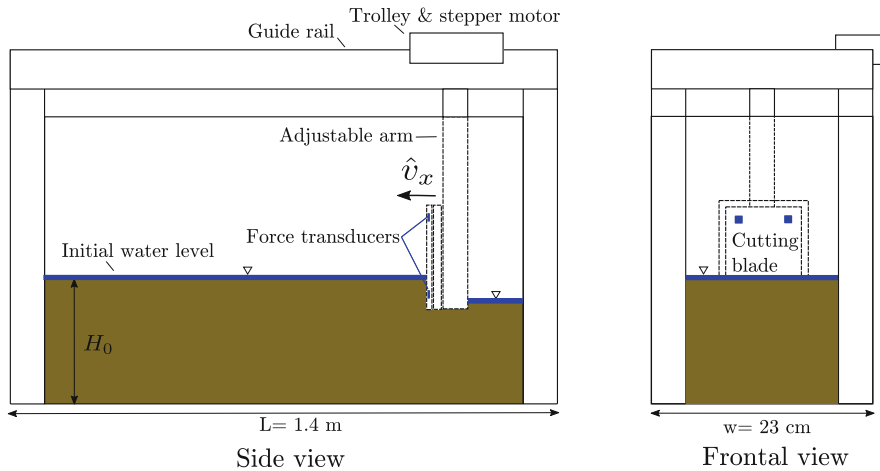 Trolley & stepper motor
Guide rail
Adjustable arm
v̂ₓ
Force transducers
Initial water level
H₀
L= 1.4 m
Side view
Cutting
blade
w= 23 cm
Frontal view